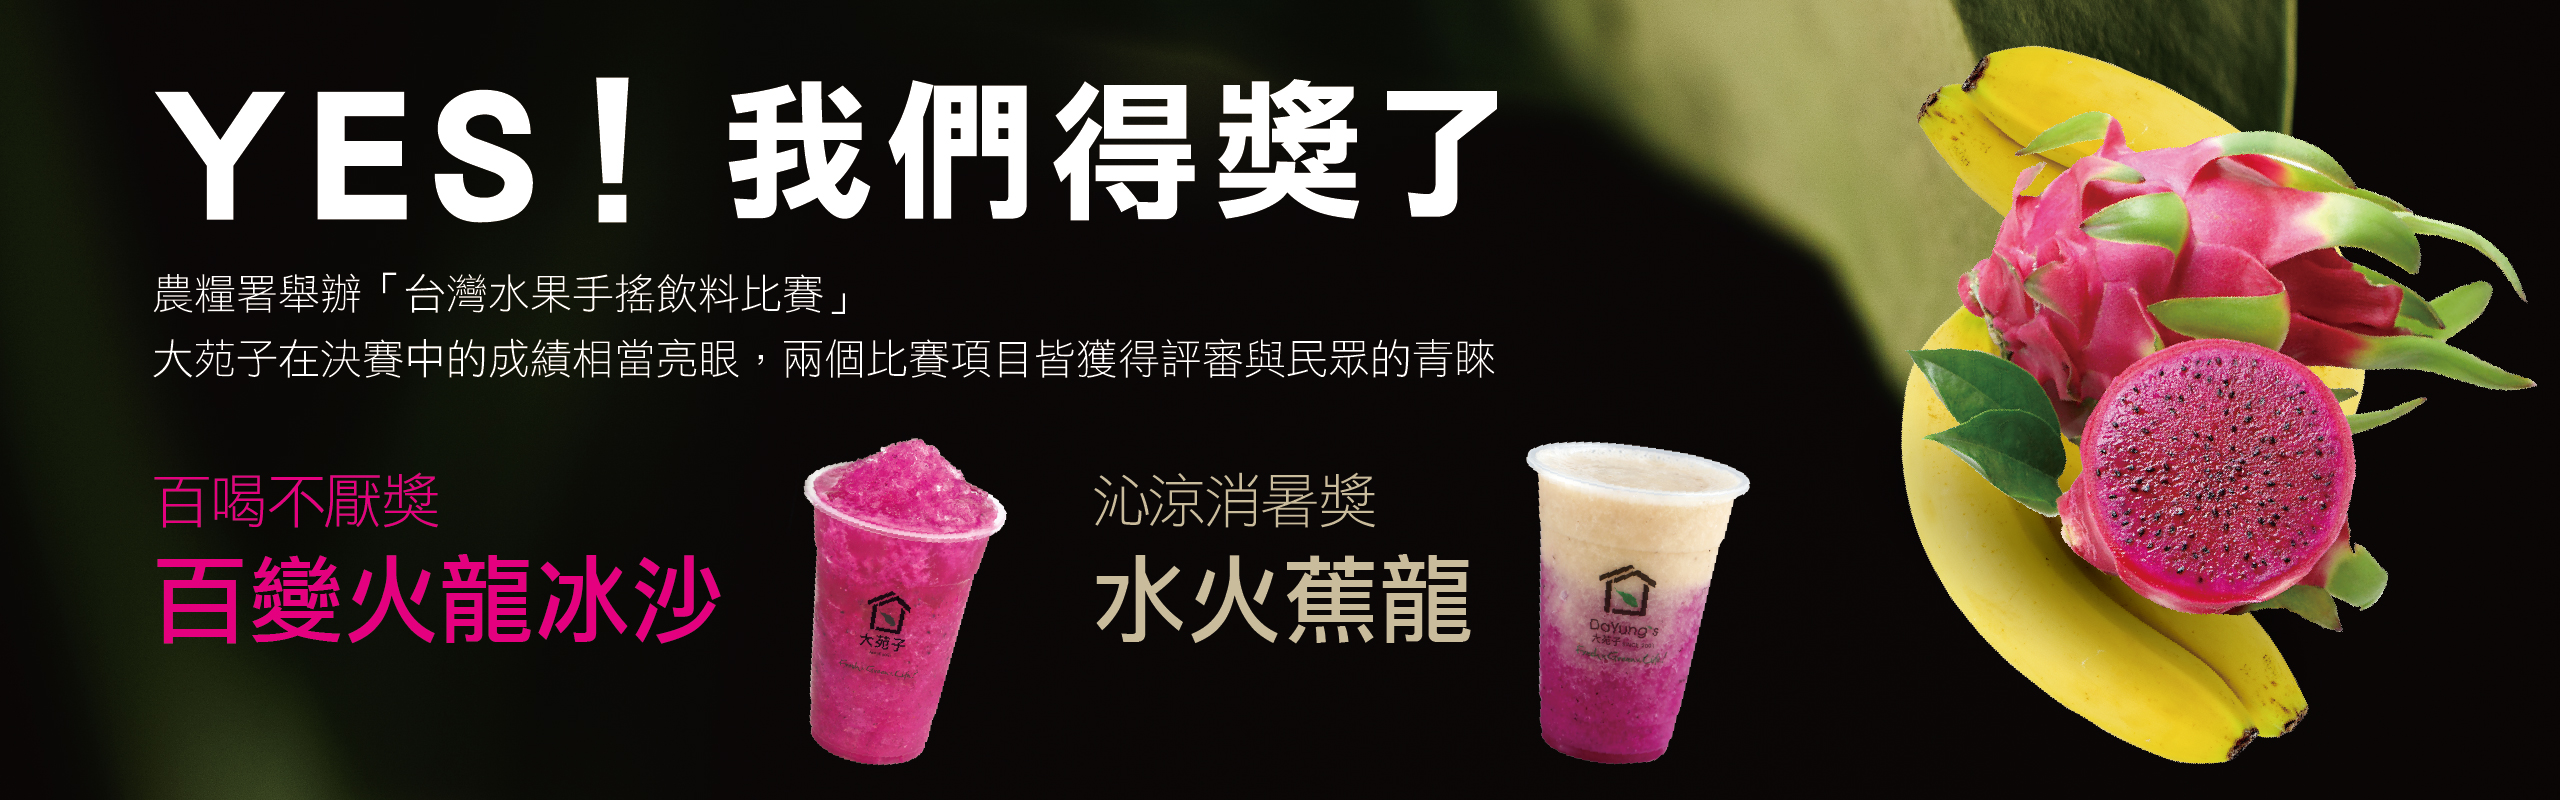 YES！我們得獎了
農糧署舉辦「台灣水果手搖飲料比賽」
大苑子在決賽中的成績相當亮眼，兩個比賽項目皆獲得評審與民眾的青睞
百喝不厭獎
百變火龍冰沙
沁涼消暑獎
水火蕉龍
大苑子
DaYung's
大苑子